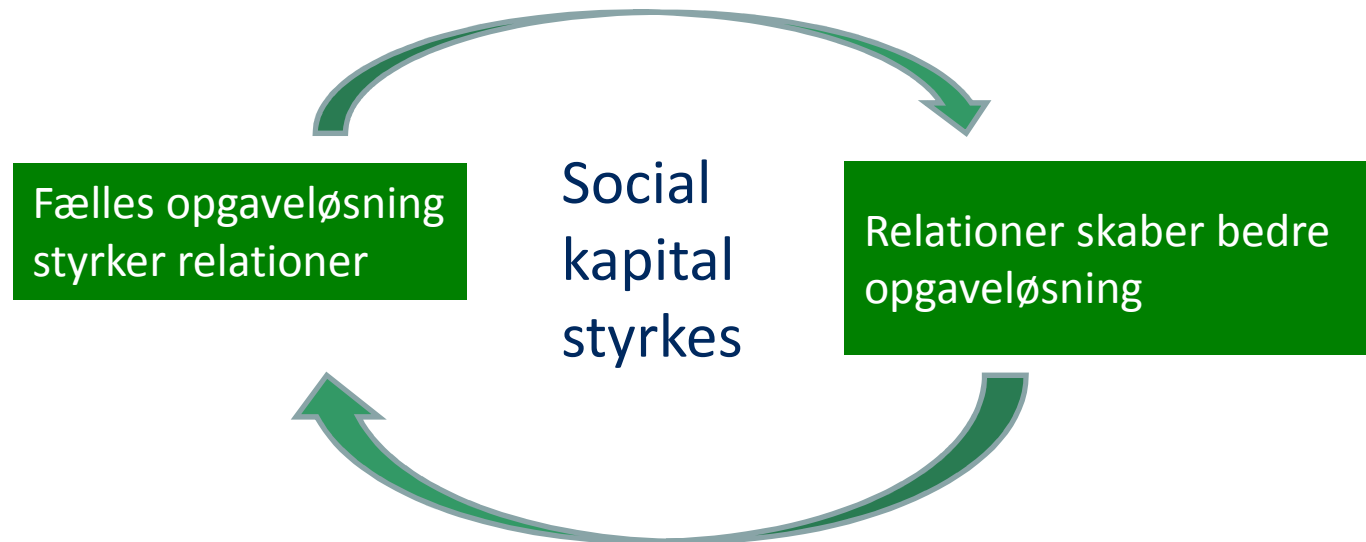 Fælles opgaveløsning
styrker relationer
Social
kapital
styrkes
Relationer skaber bedre
opgaveløsning